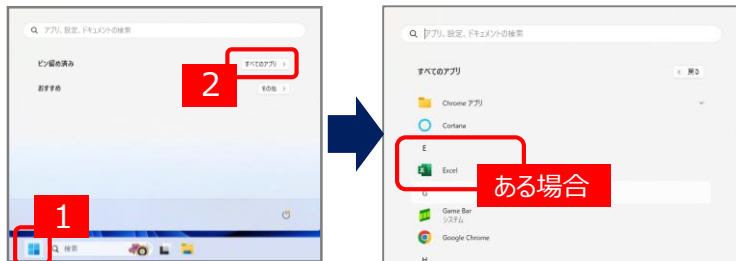 アプリ、設定、ドキュメントの検索
ピン留め済み
すべてのアプリ >
2
おすすめ
その他 >
1
検索
アプリ、設定、ドキュメントの検索
すべてのアプリ
< 戻る
Chrome アプリ
Cortana
E
Excel
ある場合
G
Game Bar
システム
Google Chrome
H